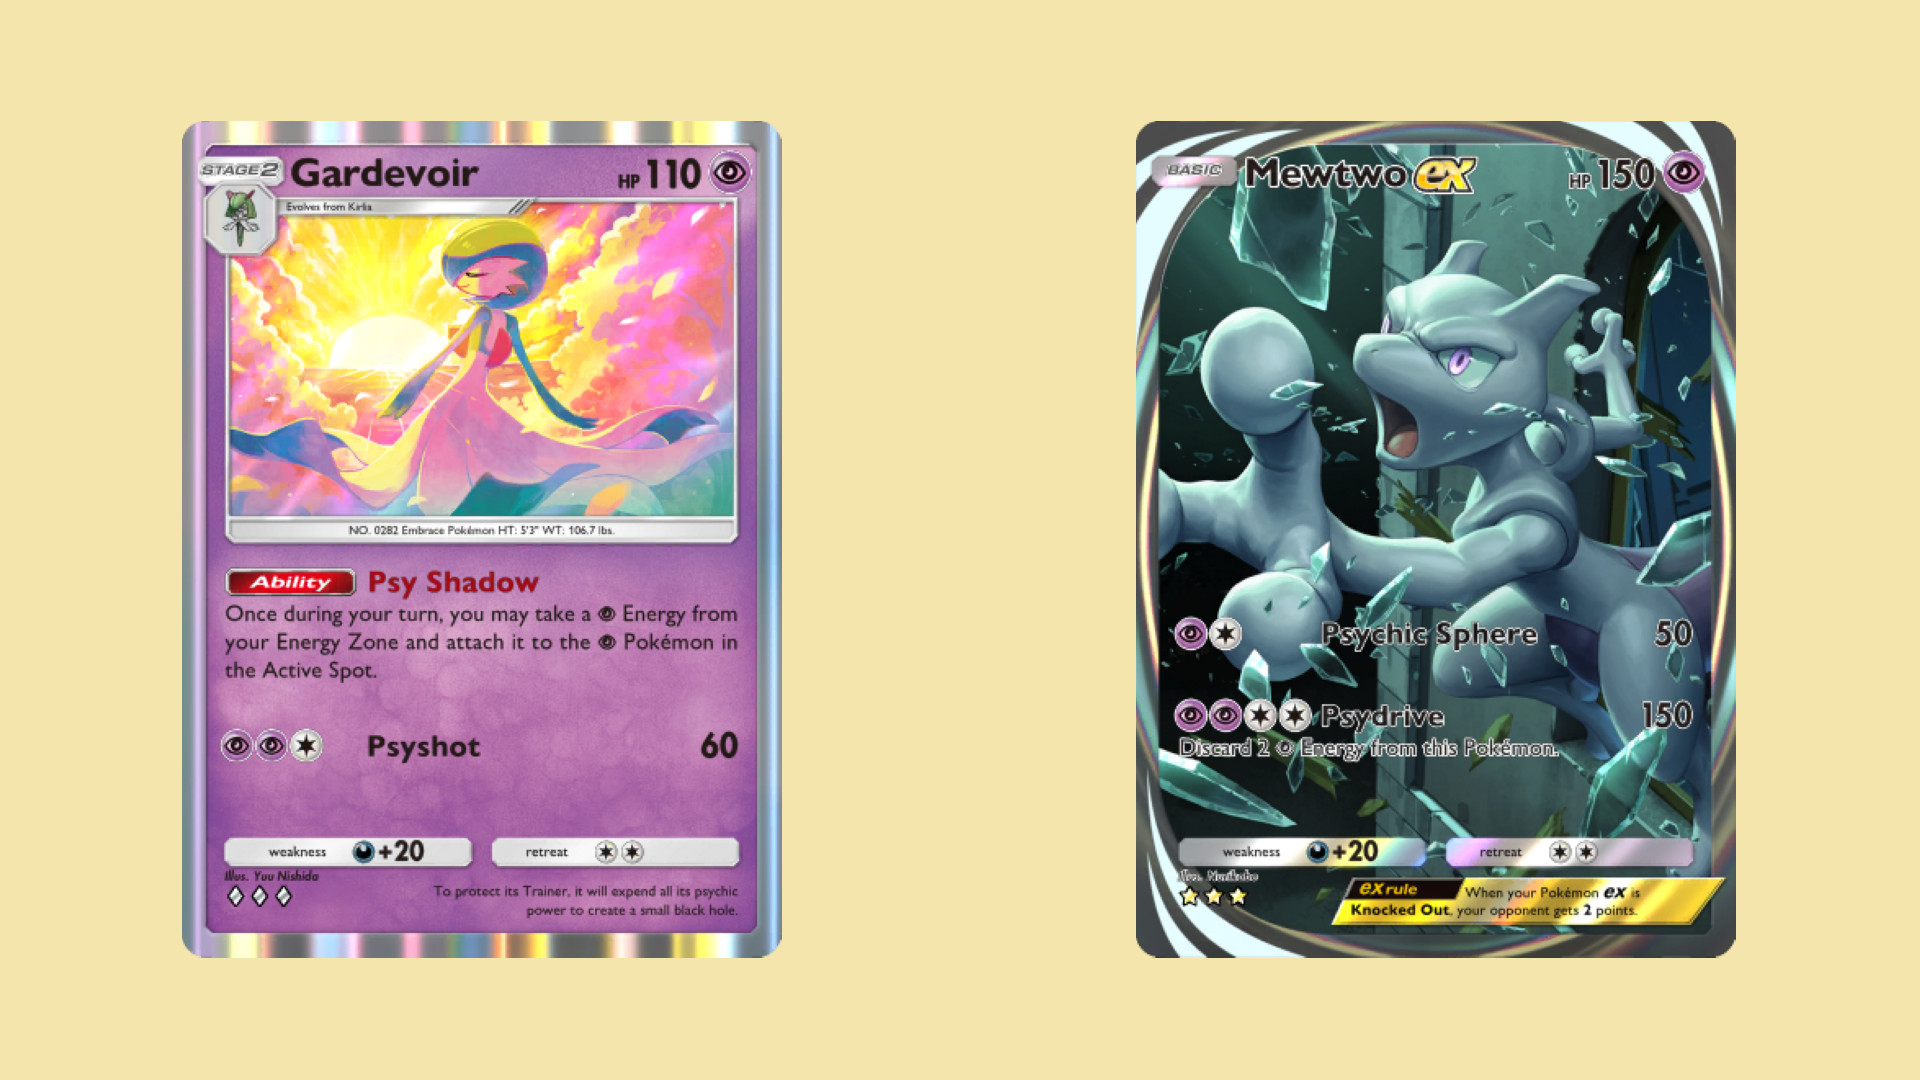 STAGE2 Gardevoir HP 110
Evolves from Kirlia
NO. 0282 Embrace Pokémon HT: 5'3" WT: 106.7 lbs.
Ability Psy Shadow
Once during your turn, you may take a Energy from
your Energy Zone and attach it to the Pokémon in
the Active Spot.
Psyshot 60
weakness +20 retreat
Illus. Yuu Nishida
To protect its Trainer, it will expend all its psychic
power to create a small black hole.
BASIC Mewtwo ex HP 150
Psychic Sphere 50
Psydrive 150
Discard 2 Energy from this Pokémon.
weakness +20 retreat
Illus. Norikabe
ex rule When your Pokémon ex is
Knocked Out, your opponent gets 2 points.